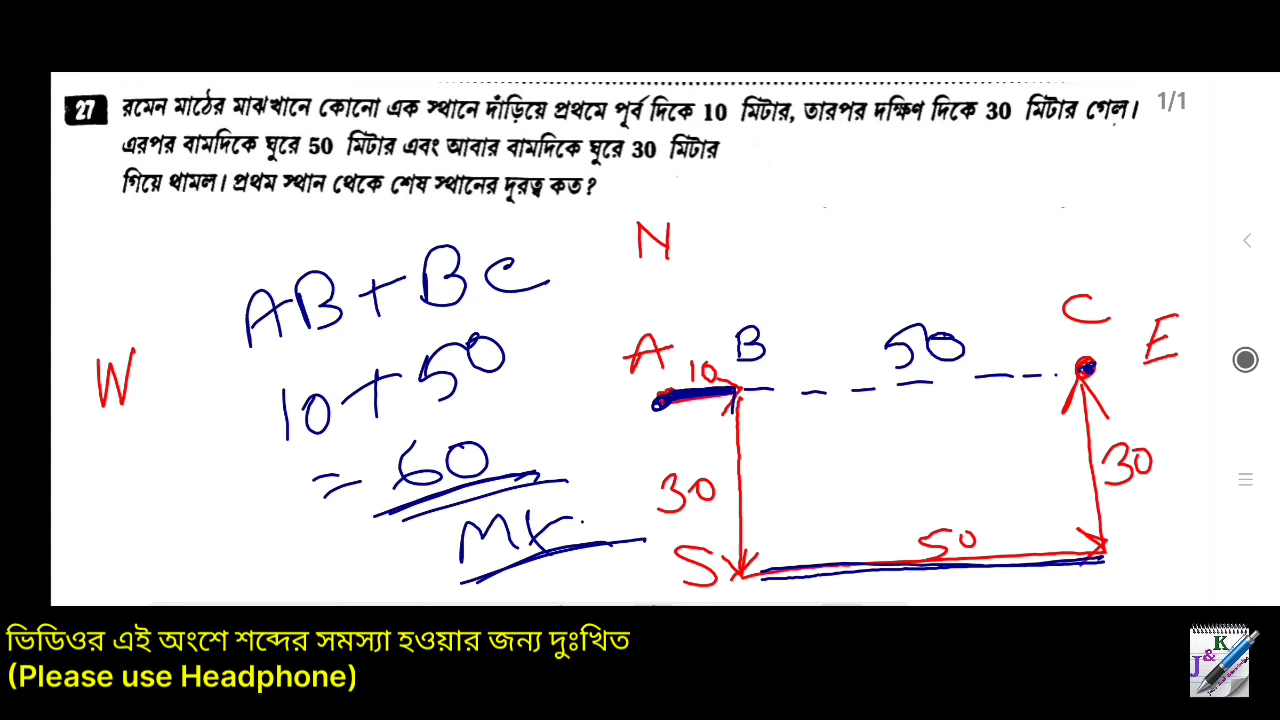 27 রমেন মাঠের মাঝখানে কোনো এক স্থানে দাঁড়িয়ে প্রথমে পূর্ব দিকে 10 মিটার, তারপর দক্ষিণ দিকে 30 মিটার গেল।
1/1
এরপর বামদিকে ঘুরে 50 মিটার এবং আবার বামদিকে ঘুরে 30 মিটার
গিয়ে থামল। প্রথম স্থান থেকে শেষ স্থানের দূরত্ব কত?
N
AB+BC
A B 50 C E
W
10
10+50
= 60
30 30
Mtr.
S 50
ভিডিওর এই অংশে শব্দের সমস্যা হওয়ার জন্য দুঃখিত
(Please use Headphone)
J & K